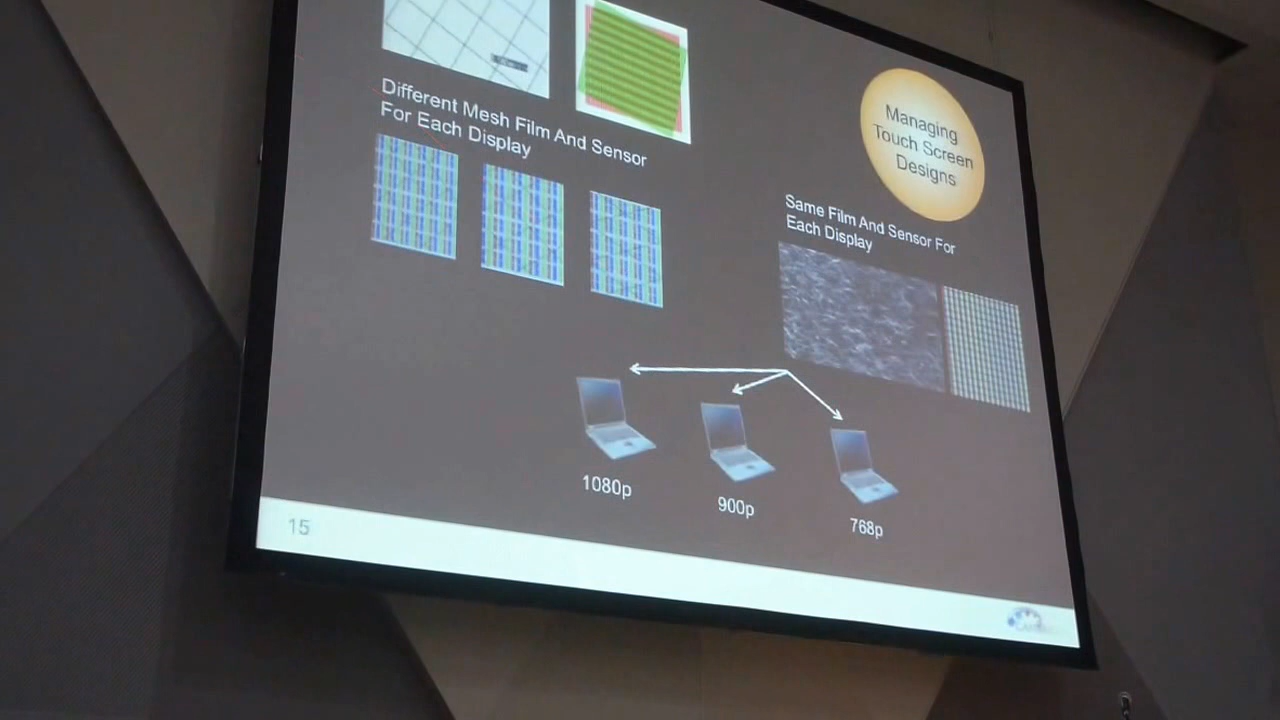 Different Mesh Film And Sensor
For Each Display
Managing
Touch Screen
Designs
Same Film And Sensor For
Each Display
1080p
900p
768p
15